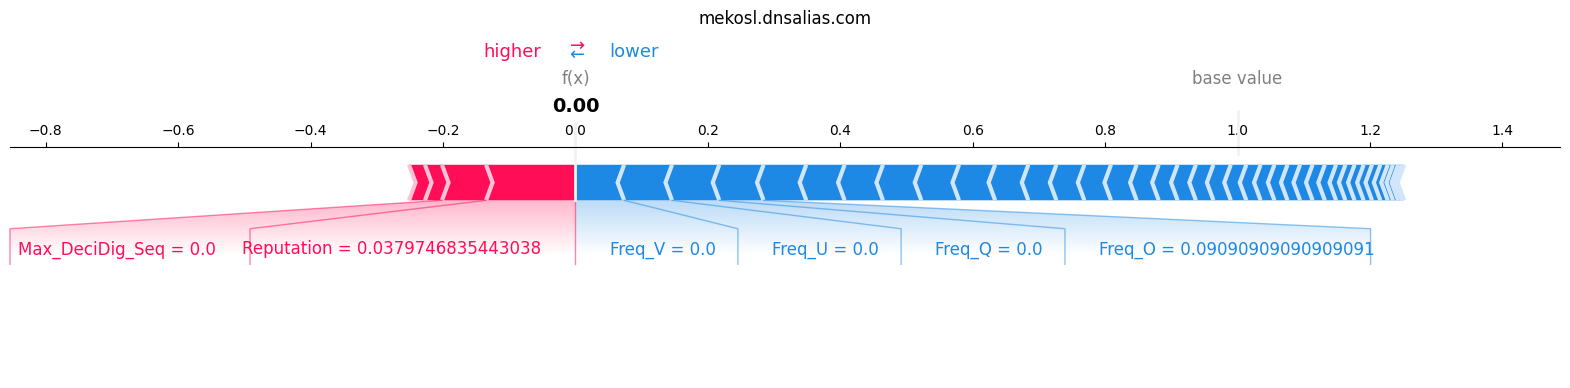 mekosl.dnsalias.com
higher ⇄ lower
f(x) base value
0.00
−0.8 −0.6 −0.4 −0.2 0.0 0.2 0.4 0.6 0.8 1.0 1.2 1.4
Max_DeciDig_Seq = 0.0 Reputation = 0.0379746835443038 Freq_V = 0.0 Freq_U = 0.0 Freq_Q = 0.0 Freq_O = 0.09090909090909091